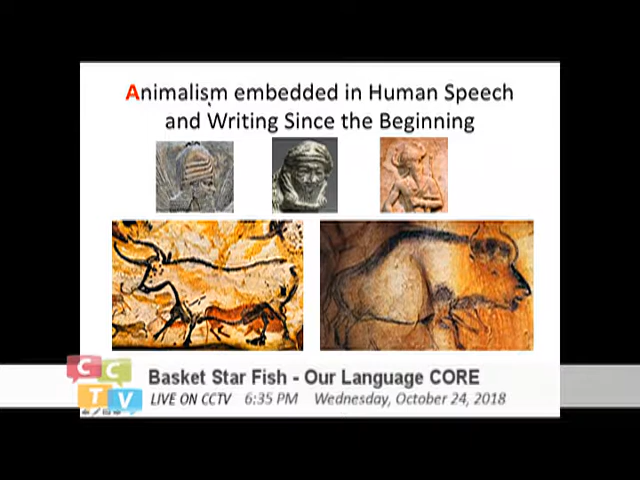 Animalism embedded in Human Speech
and Writing Since the Beginning
CCTV
Basket Star Fish - Our Language CORE
LIVE ON CCTV 6:35 PM Wednesday, October 24, 2018